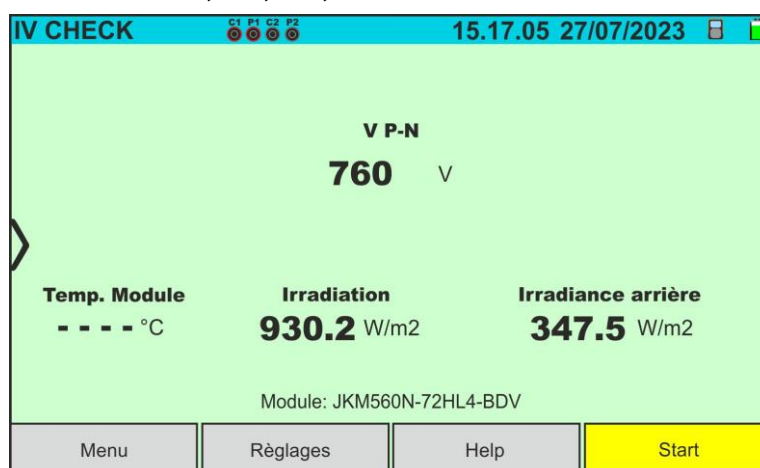 IV CHECK C1 P1 C2 P2 15.17.05 27/07/2023
V P-N
760 V
Temp. Module Irradiation Irradiance arrière
- - - - °C 930.2 W/m2 347.5 W/m2
Module: JKM560N-72HL4-BDV
Menu Règlages Help Start